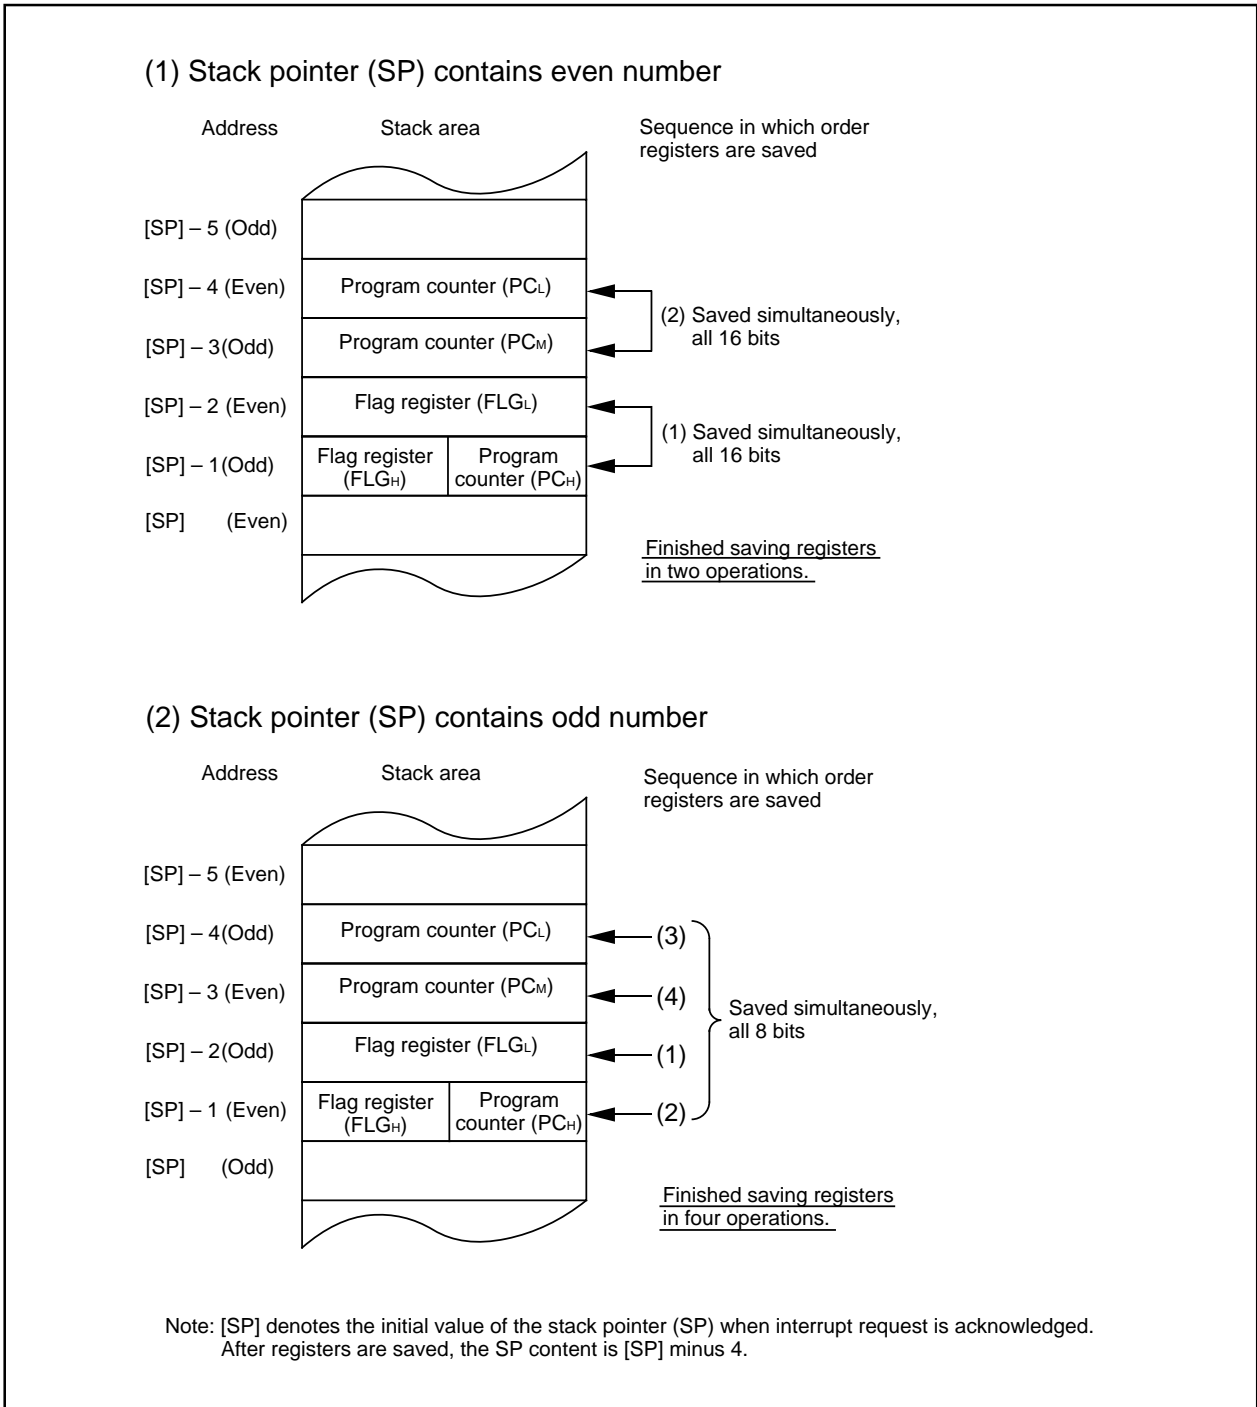 (1) Stack pointer (SP) contains even number
Address Stack area Sequence in which order
registers are saved
[SP] – 5 (Odd)
[SP] – 4 (Even) Program counter (PCL)
(2) Saved simultaneously,
all 16 bits
[SP] – 3(Odd) Program counter (PCM)
[SP] – 2 (Even) Flag register (FLGL)
(1) Saved simultaneously,
all 16 bits
[SP] – 1(Odd) Flag register Program
(FLGH) counter (PCH)
[SP] (Even)
Finished saving registers
in two operations.
(2) Stack pointer (SP) contains odd number
Address Stack area Sequence in which order
registers are saved
[SP] – 5 (Even)
[SP] – 4(Odd) Program counter (PCL) (3)
[SP] – 3 (Even) Program counter (PCM) (4)
Saved simultaneously,
all 8 bits
[SP] – 2(Odd) Flag register (FLGL) (1)
[SP] – 1 (Even) Flag register Program (2)
(FLGH) counter (PCH)
[SP] (Odd)
Finished saving registers
in four operations.
Note: [SP] denotes the initial value of the stack pointer (SP) when interrupt request is acknowledged.
After registers are saved, the SP content is [SP] minus 4.